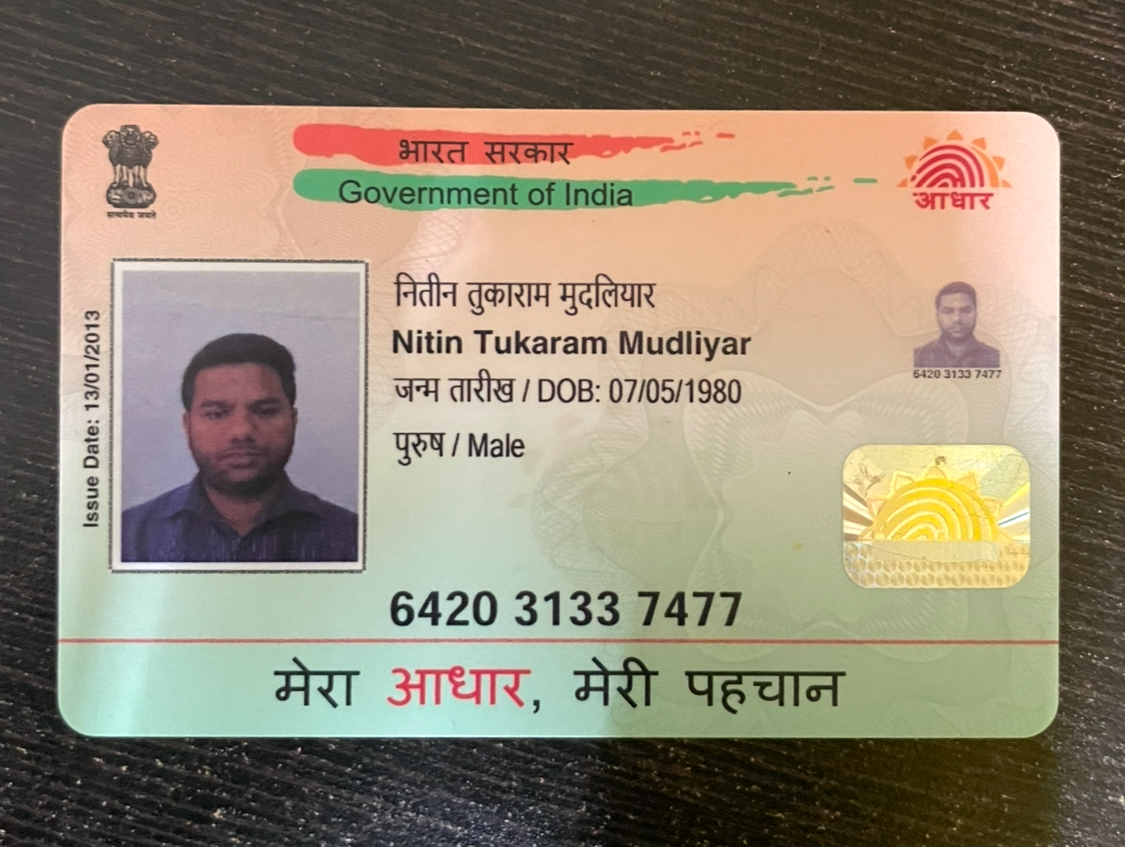 भारत सरकार
Government of India
सत्यमेव जयते
आधार
Issue Date: 13/01/2013
नितीन तुकाराम मुदलियार
Nitin Tukaram Mudliyar
जन्म तारीख / DOB: 07/05/1980
पुरुष / Male
6420 3133 7477
6420 3133 7477
मेरा आधार, मेरी पहचान